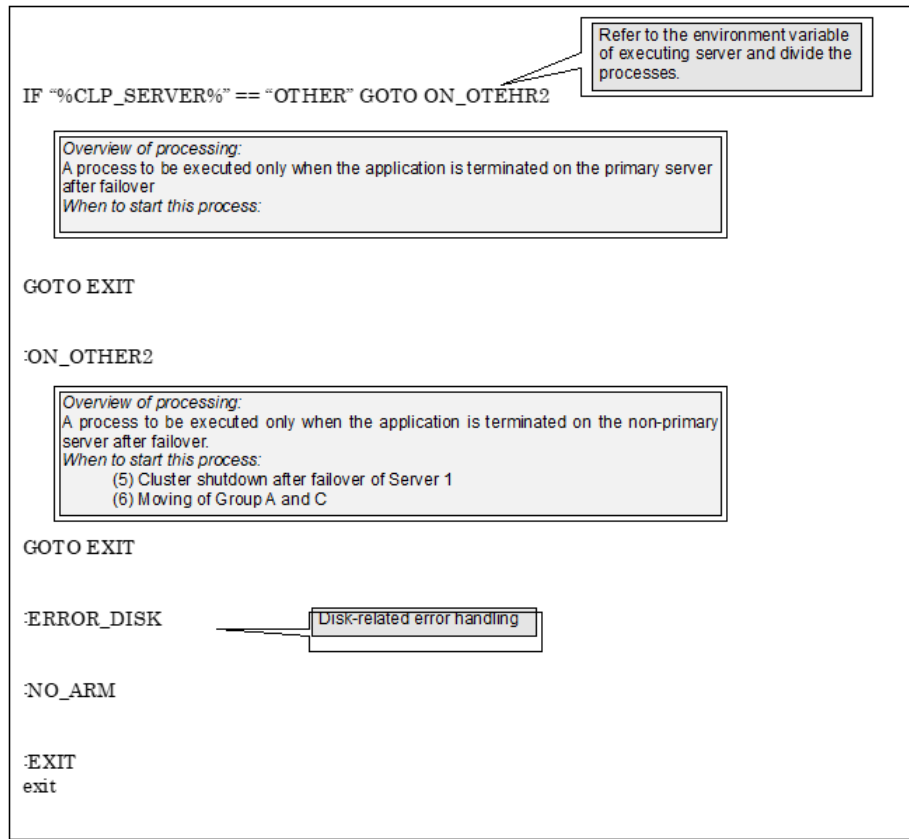 Refer to the environment variable
of executing server and divide the
processes.
IF “%CLP_SERVER%” == “OTHER” GOTO ON_OTEHR2
Overview of processing:
A process to be executed only when the application is terminated on the primary server
after failover
When to start this process:
GOTO EXIT
:ON_OTHER2
Overview of processing:
A process to be executed only when the application is terminated on the non-primary
server after failover.
When to start this process:
(5) Cluster shutdown after failover of Server 1
(6) Moving of Group A and C
GOTO EXIT
:ERROR_DISK
Disk-related error handling
:NO_ARM
:EXIT
exit